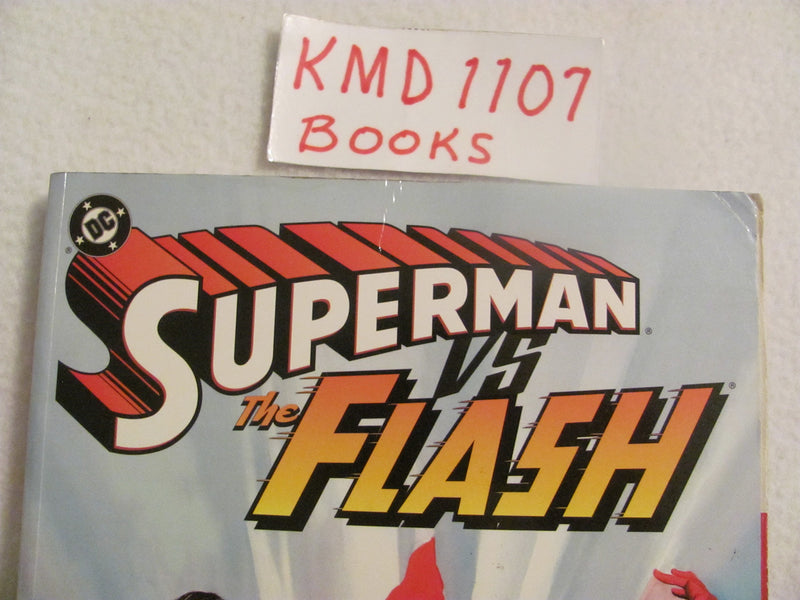 KMD 1107
BOOKS
DC
®
SUPERMAN®
VS
The FLASH®